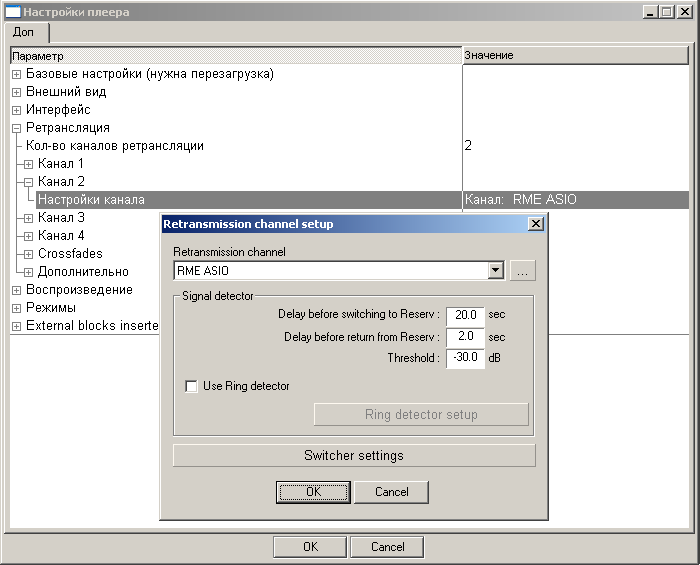 Настройки плеера
Доп
Параметр Значение
Базовые настройки (нужна перезагрузка)
Внешний вид
Интерфейс
Ретрансляция
Кол-во каналов ретрансляции 2
Канал 1
Канал 2
Настройки канала Канал: RME ASIO
Канал 3
Канал 4
Crossfades
Дополнительно
Воспроизведение
Режимы
External blocks inserte
Retransmission channel setup
Retransmission channel
RME ASIO ...
Signal detector
Delay before switching to Reserv : 20.0 sec
Delay before return from Reserv : 2.0 sec
Threshold : -30.0 dB
Use Ring detector
Ring detector setup
Switcher settings
OK Cancel
OK Cancel